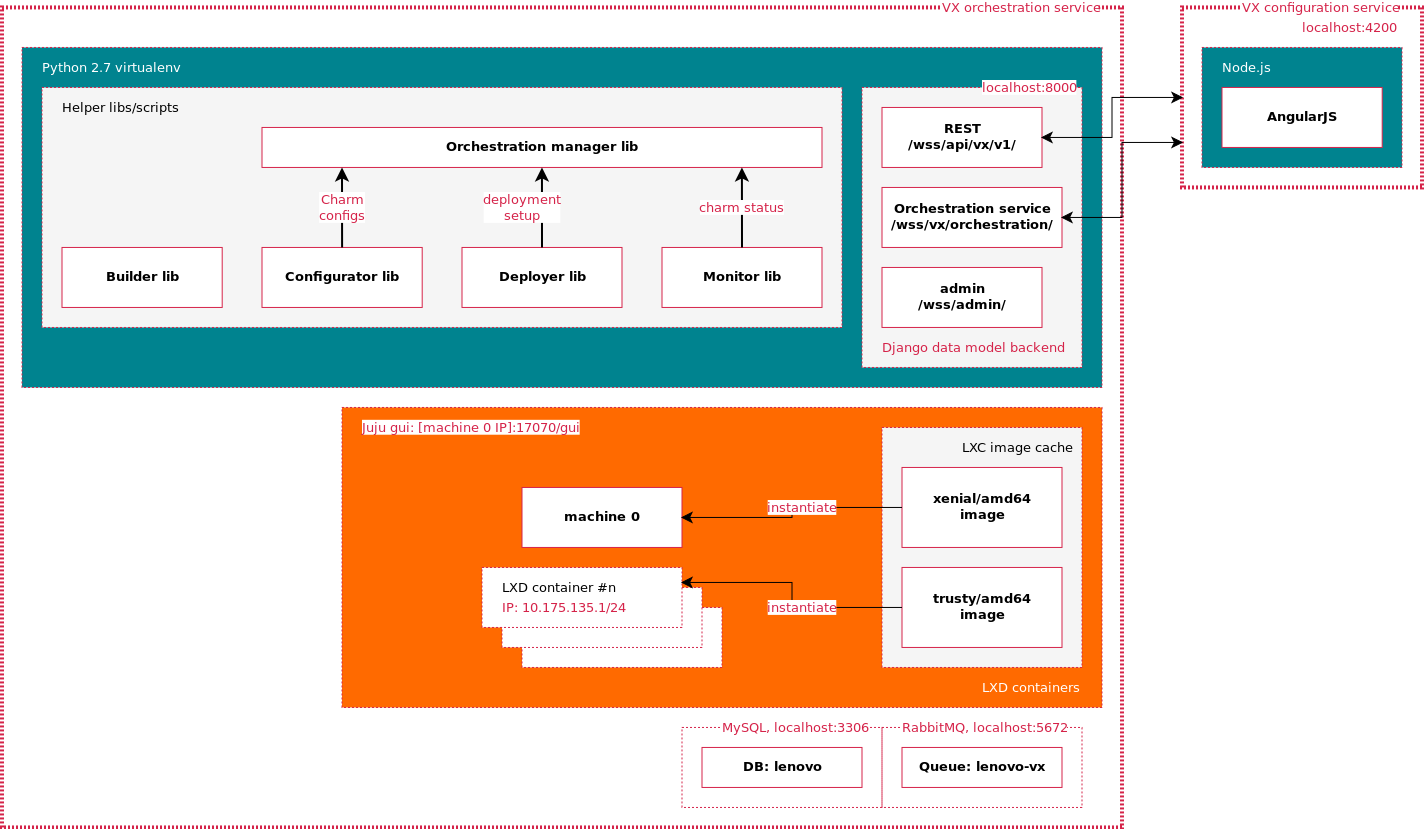 VX orchestration service
VX configuration service
localhost:4200
Python 2.7 virtualenv
Node.js
Helper libs/scripts
localhost:8000
AngularJS
Orchestration manager lib
REST
/wss/api/vx/v1/
Charm
configs
deployment
setup
charm status
Orchestration service
/wss/vx/orchestration/
Builder lib
Configurator lib
Deployer lib
Monitor lib
admin
/wss/admin/
Django data model backend
Juju gui: [machine 0 IP]:17070/gui
LXC image cache
machine 0
instantiate
xenial/amd64
image
LXD container #n
IP: 10.175.135.1/24
instantiate
trusty/amd64
image
LXD containers
MySQL, localhost:3306
RabbitMQ, localhost:5672
DB: lenovo
Queue: lenovo-vx